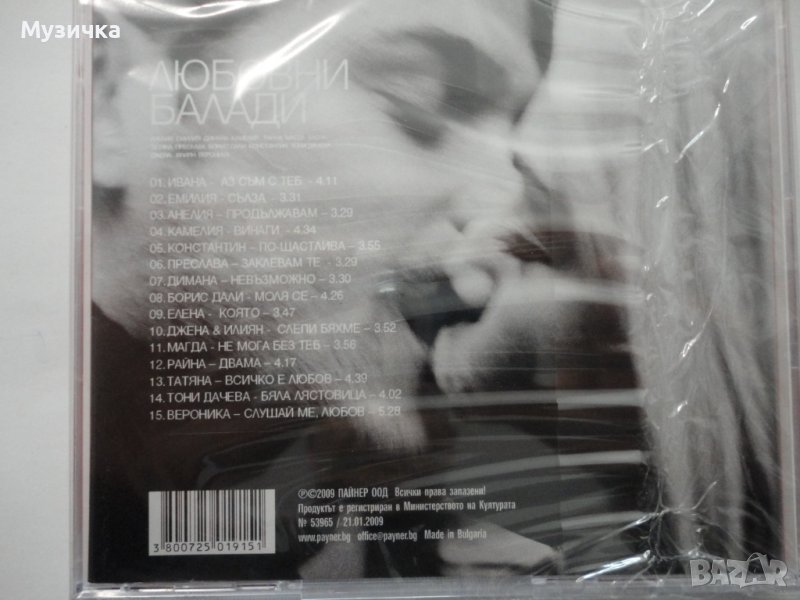 Музичка
ЛЮБОВНИ
БАЛАДИ
01. ИВАНА - АЗ СЪМ С ТЕБ - 4.11
02. ЕМИЛИЯ - СЪЛЗА - 3.31
03. АНЕЛИЯ - ПРОДЪЛЖАВАМ - 3.29
04. КАМЕЛИЯ - ВИНАГИ - 4.34
05. КОНСТАНТИН - ПО-ЩАСТЛИВА - 3.55
06. ПРЕСЛАВА - ЗАКЛЕВАМ ТЕ - 3.29
07. ДИМАНА – НЕВЪЗМОЖНО – 3.30
08. БОРИС ДАЛИ - МОЛЯ СЕ - 4.26
09. ЕЛЕНА - КОЯТО - 3.47
10. ДЖЕНА & ИЛИЯН - СЛЕПИ БЯХМЕ - 3.52
11. МАГДА - НЕ МОГА БЕЗ ТЕБ - 3.56
12. РАЙНА – ДВАМА – 4.17
13. ТАТЯНА – ВСИЧКО Е ЛЮБОВ – 4.39
14. ТОНИ ДАЧЕВА - БЯЛА ЛЯСТОВИЦА – 4.02
15. ВЕРОНИКА – СЛУШАЙ МЕ, ЛЮБОВ – 5.28
℗©2009 ПАЙНЕР ООД Всички права запазени!
Продуктът е регистриран в Министерството на Културата
№ 53965 / 21.01.2009
www.payner.bg office@payner.bg Made in Bulgaria
3 800725 019151
BAZAR